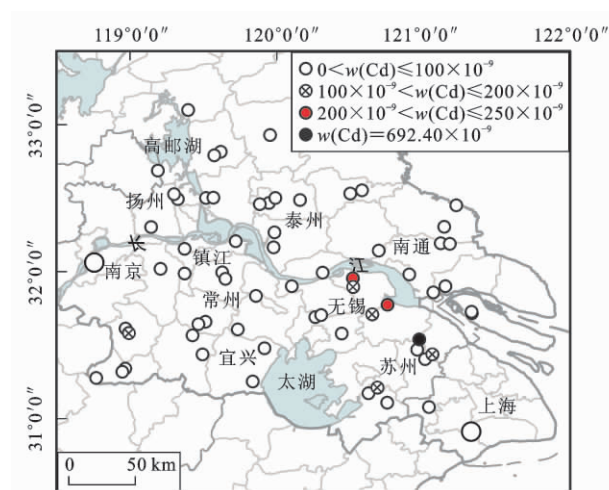 119°0′0″ 120°0′0″ 121°0′0″ 122°0′0″
0<w(Cd)≤100×10⁻⁹
100×10⁻⁹<w(Cd)≤200×10⁻⁹
200×10⁻⁹<w(Cd)≤250×10⁻⁹
w(Cd)=692.40×10⁻⁹
33°0′0″
高邮湖
扬州
泰州
长
镇江
南通
南京
江
32°0′0″
常州
无锡
宜兴
苏州
太湖
上海
31°0′0″
0 50 km